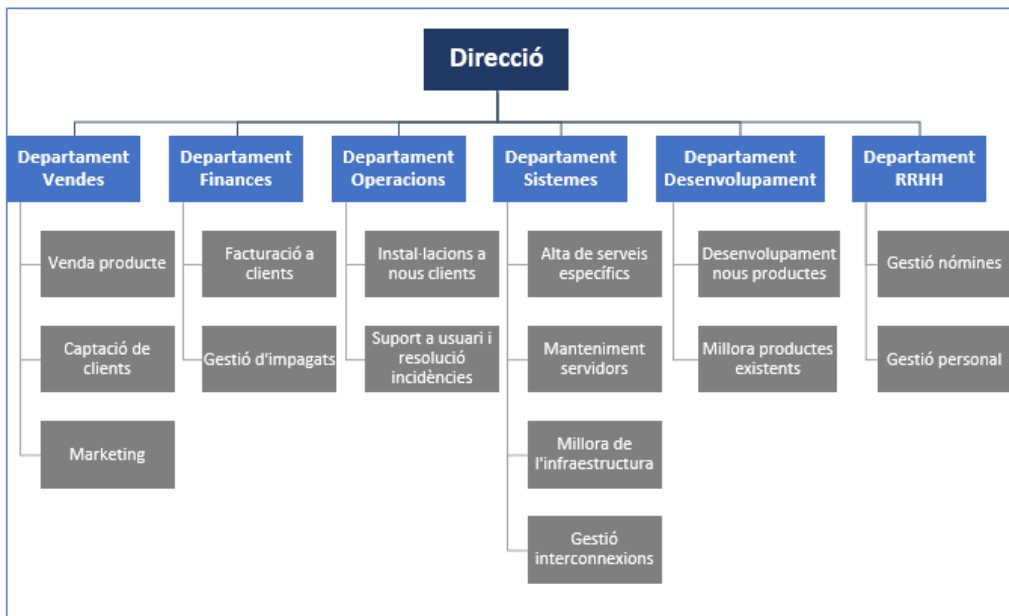 Direcció
Departament
Vendes
Departament
Finances
Departament
Operacions
Departament
Sistemes
Departament
Desenvolupament
Departament
RRHH
Venda producte
Captació de
clients
Marketing
Facturació a
clients
Gestió d'impagats
Instal·lacions a
nous clients
Suport a usuari i
resolució
incidències
Alta de serveis
específics
Manteniment
servidors
Millora de
l'infraestructura
Gestió
interconnexions
Desenvolupament
nous productes
Millora productes
existents
Gestió nómines
Gestió personal